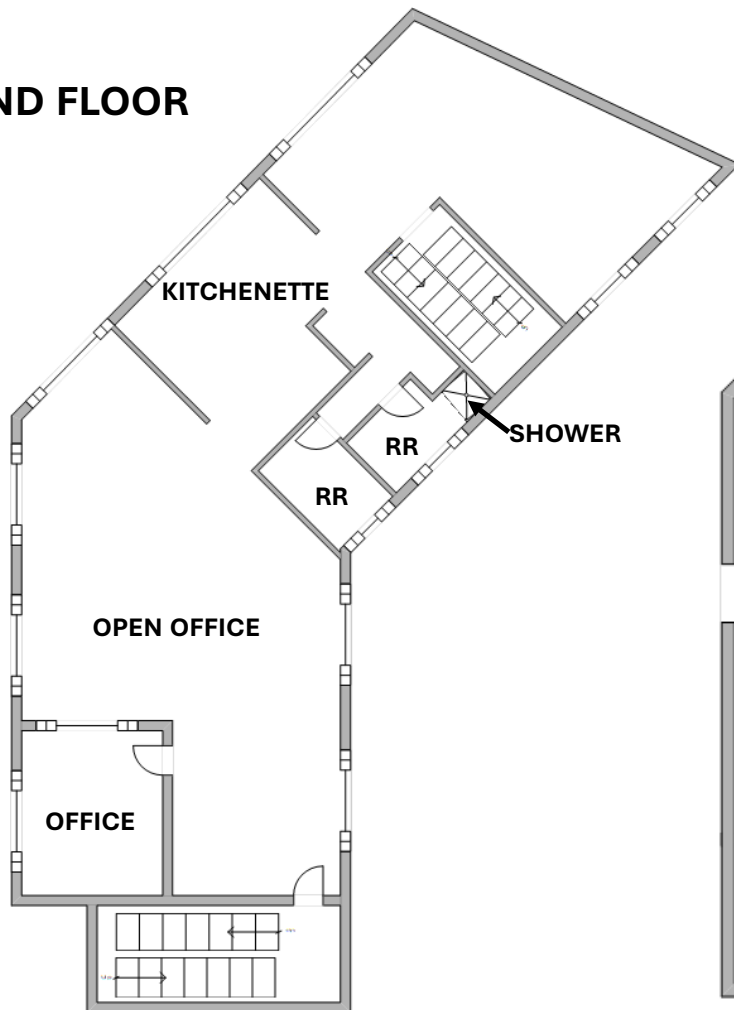 ND FLOOR
KITCHENETTE
SHOWER
RR
RR
OPEN OFFICE
OFFICE